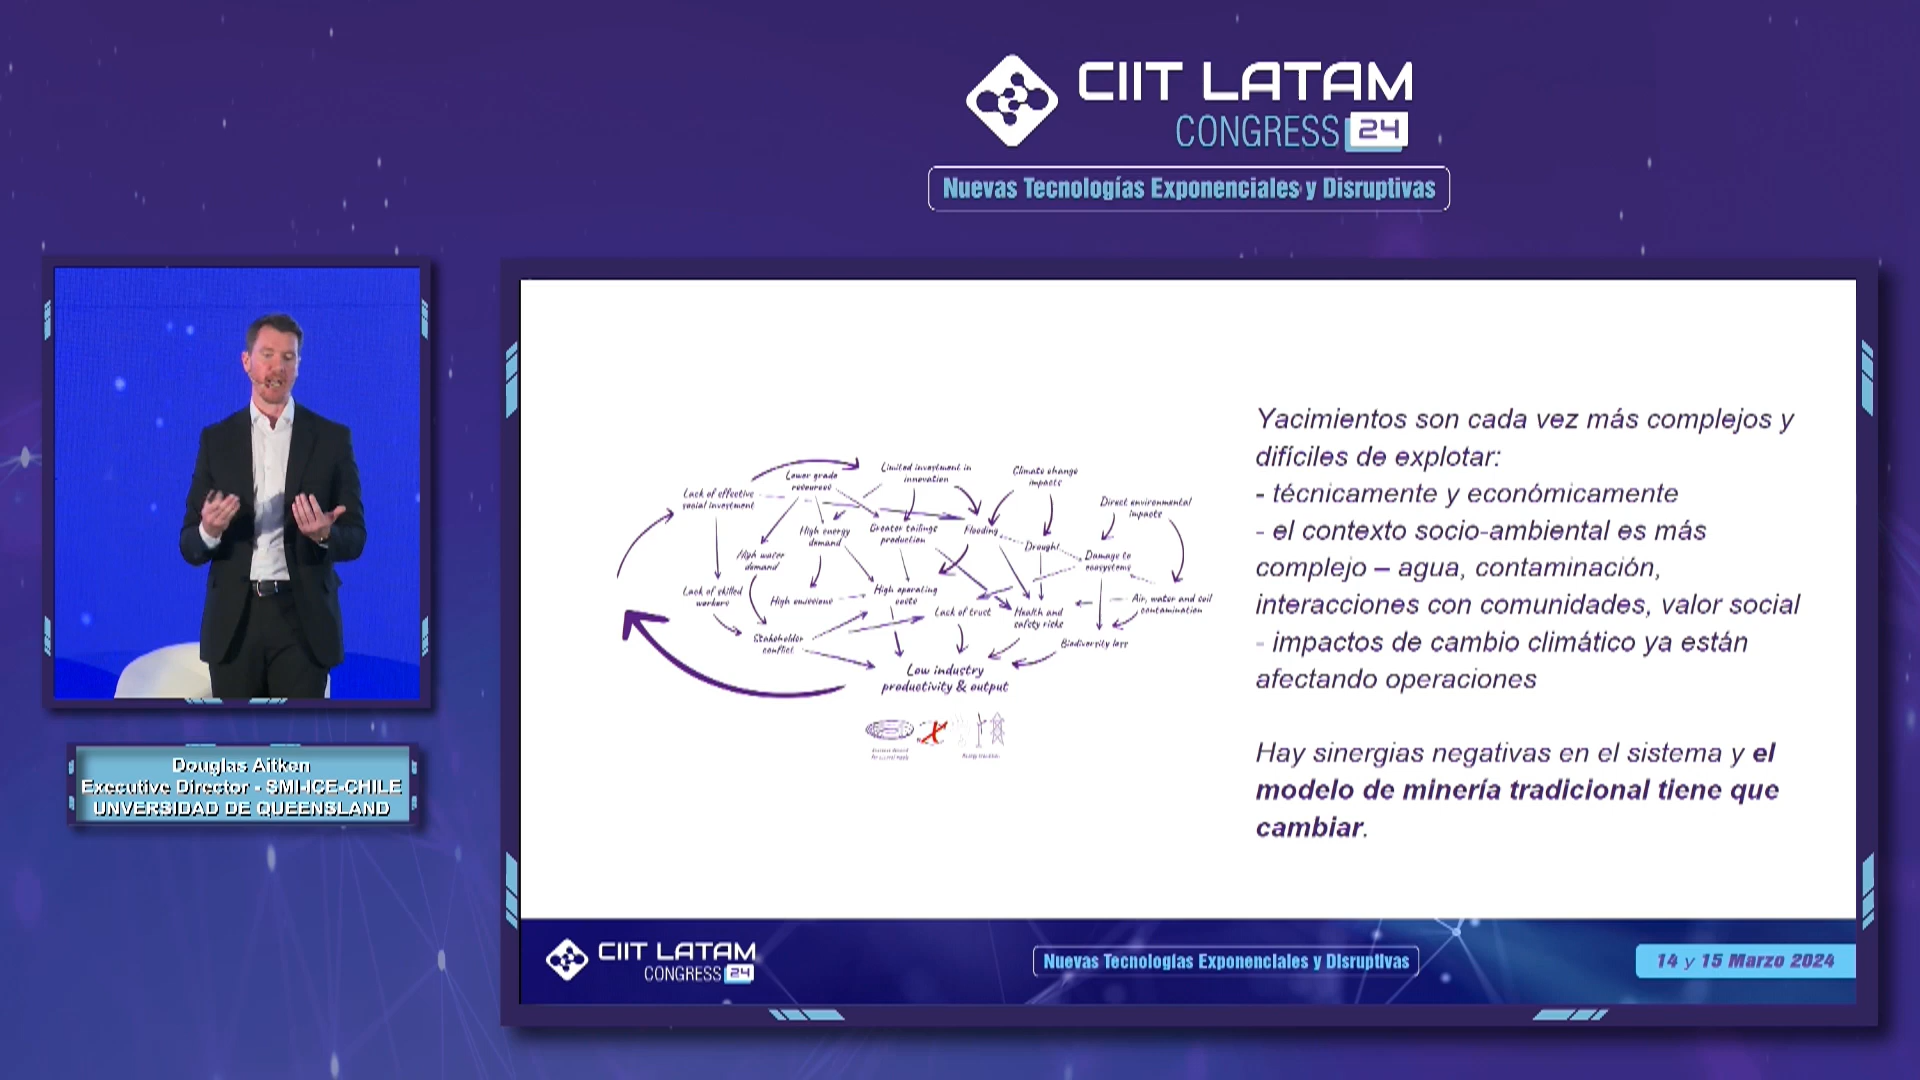 CIIT LATAM
CONGRESS 24
Nuevas Tecnologías Exponenciales y Disruptivas
Yacimientos son cada vez más complejos y
difíciles de explotar:
- técnicamente y económicamente
- el contexto socio-ambiental es más
complejo – agua, contaminación,
interacciones con comunidades, valor social
- impactos de cambio climático ya están
afectando operaciones
Hay sinergias negativas en el sistema y el
modelo de minería tradicional tiene que
cambiar.
Lower grade
resources
Limited investment in
innovation
Climate change
impacts
Lack of effective
social investment
Direct environmental
impacts
High energy
demand
Greater tailings
production
Flooding
Drought
High water
demand
Damage to
ecosystems
Lack of skilled
workers
High emissions
High operating
costs
Lack of trust
Health and
safety risks
Air, water and soil
contamination
Stakeholder
conflict
Biodiversity loss
Low industry
productivity & output
Douglas Aitken
Executive Director - SMI-ICE-CHILE
UNVERSIDAD DE QUEENSLAND
CIIT LATAM
CONGRESS 24
Nuevas Tecnologías Exponenciales y Disruptivas
14 y 15 Marzo 2024